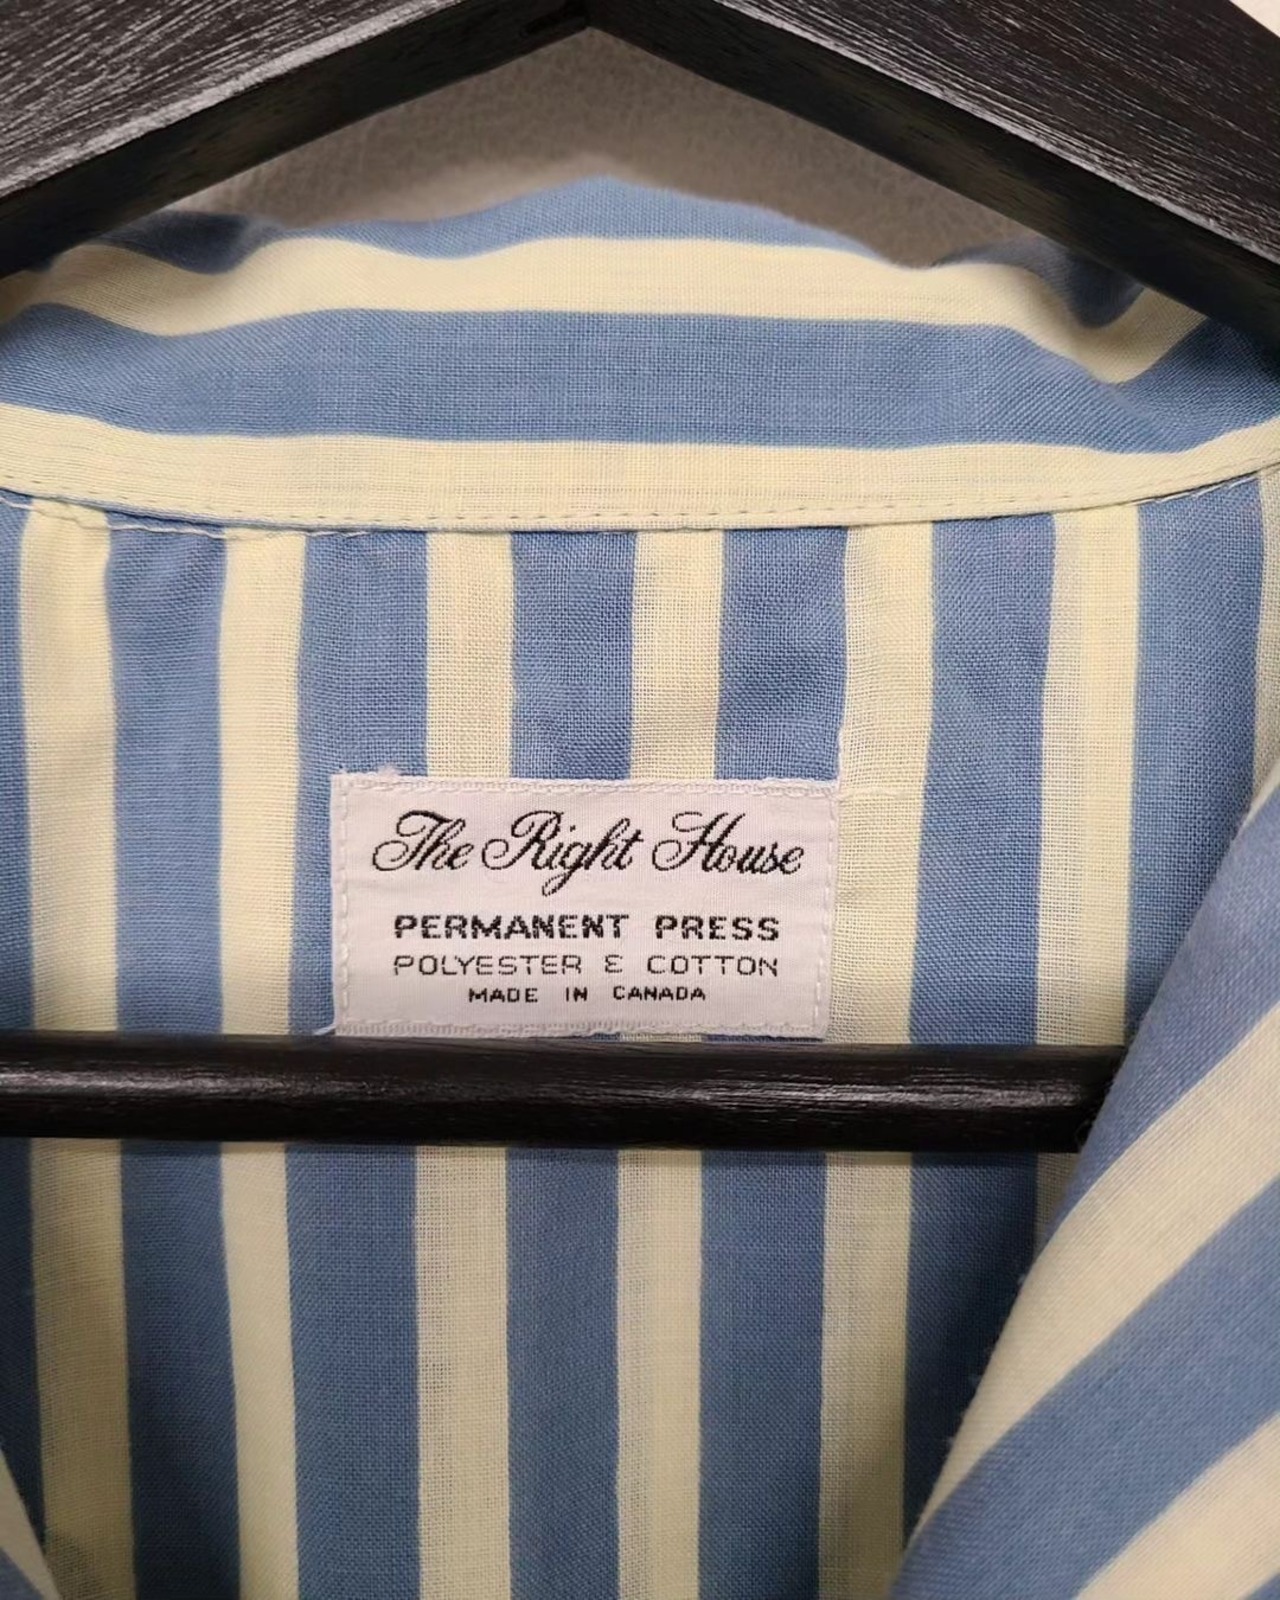 The Right House
PERMANENT PRESS
POLYESTER & COTTON
MADE IN CANADA